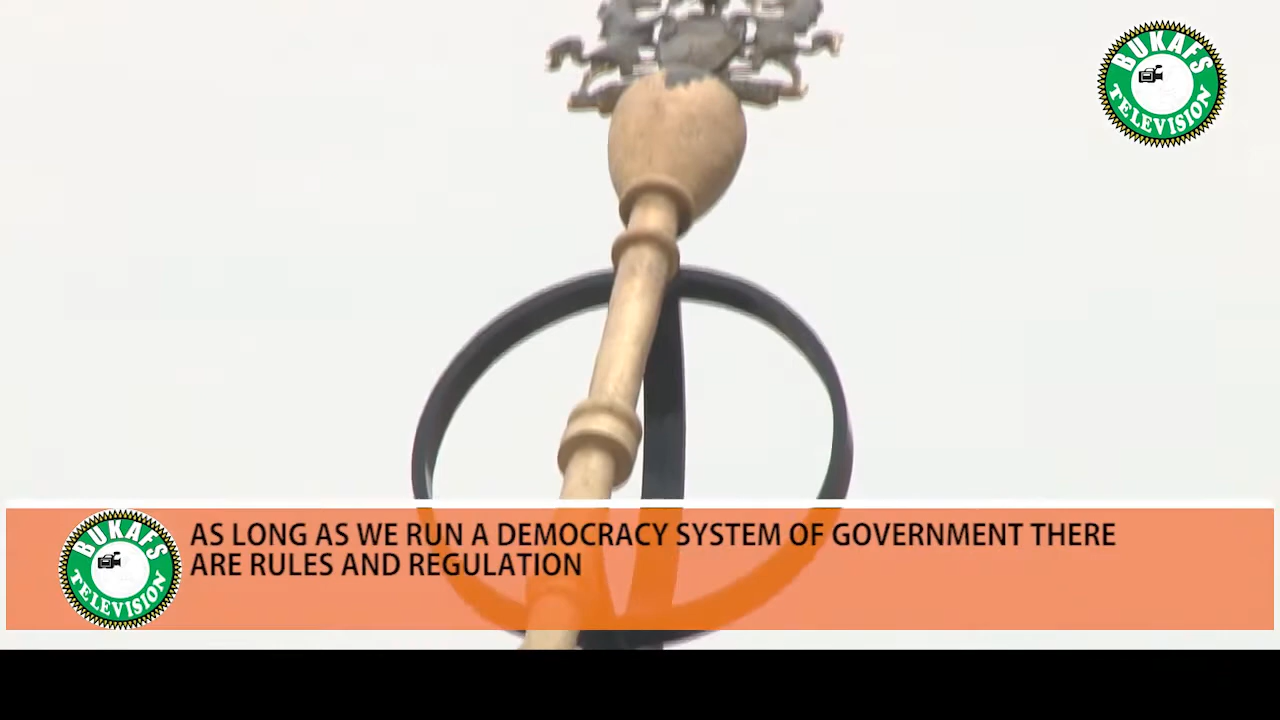 BUKAFS
TELEVISION
AS LONG AS WE RUN A DEMOCRACY SYSTEM OF GOVERNMENT THERE
ARE RULES AND REGULATION
BUKAFS
TELEVISION